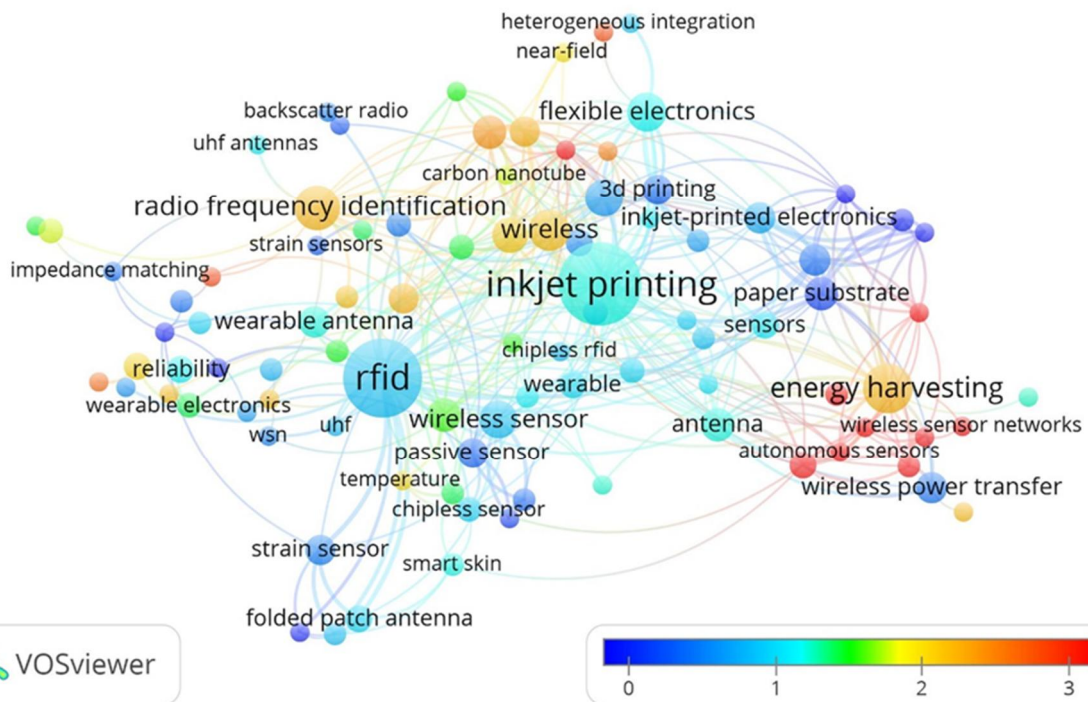 heterogeneous integration
near-field
backscatter radio
flexible electronics
uhf antennas
carbon nanotube
3d printing
radio frequency identification
inkjet-printed electronics
wireless
strain sensors
impedance matching
inkjet printing
paper substrate
wearable antenna
sensors
chipless rfid
reliability
rfid
wearable
energy harvesting
wearable electronics
wireless sensor
antenna
wireless sensor networks
uhf
wsn
passive sensor
autonomous sensors
temperature
wireless power transfer
chipless sensor
strain sensor
smart skin
folded patch antenna
VOSviewer
0 1 2 3